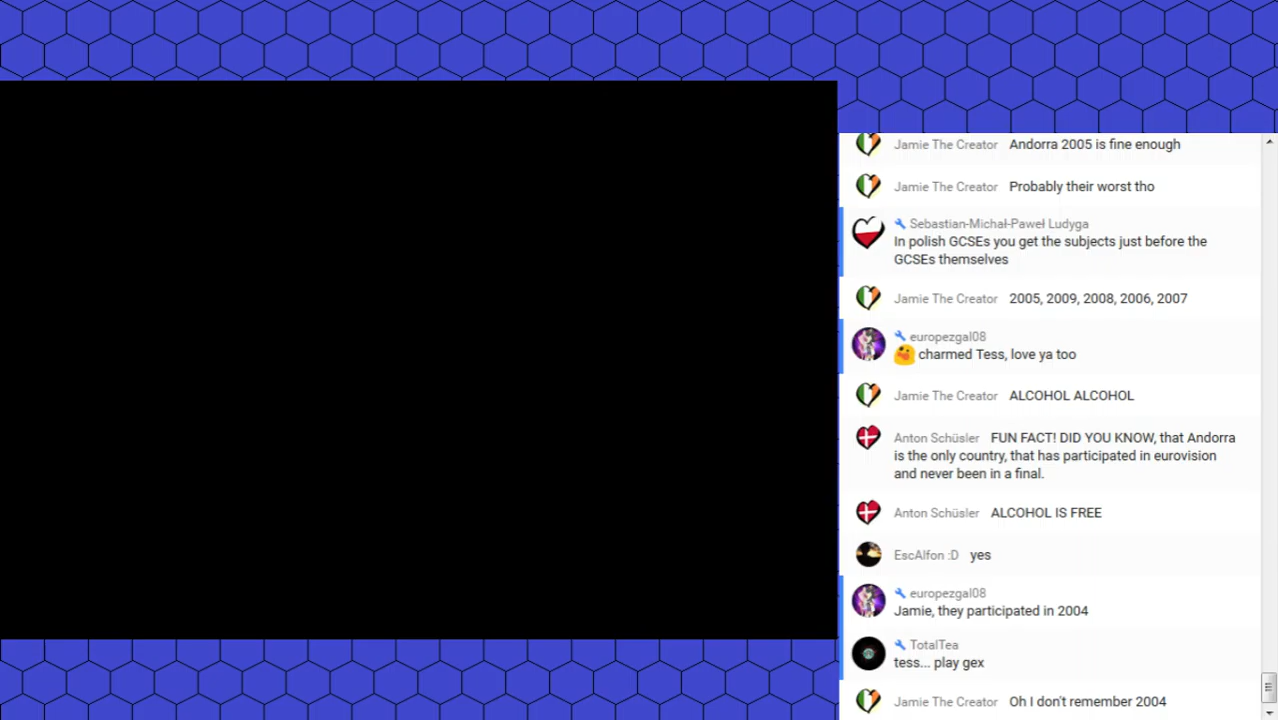 Jamie The Creator Andorra 2005 is fine enough
Jamie The Creator Probably their worst tho
Sebastian-Michał-Paweł Ludyga
In polish GCSEs you get the subjects just before the
GCSEs themselves
Jamie The Creator 2005, 2009, 2008, 2006, 2007
europezgal08
charmed Tess, love ya too
Jamie The Creator ALCOHOL ALCOHOL
Anton Schüsler FUN FACT! DID YOU KNOW, that Andorra
is the only country, that has participated in eurovision
and never been in a final.
Anton Schüsler ALCOHOL IS FREE
EscAlfon :D yes
europezgal08
Jamie, they participated in 2004
TotalTea
tess... play gex
Jamie The Creator Oh I don't remember 2004